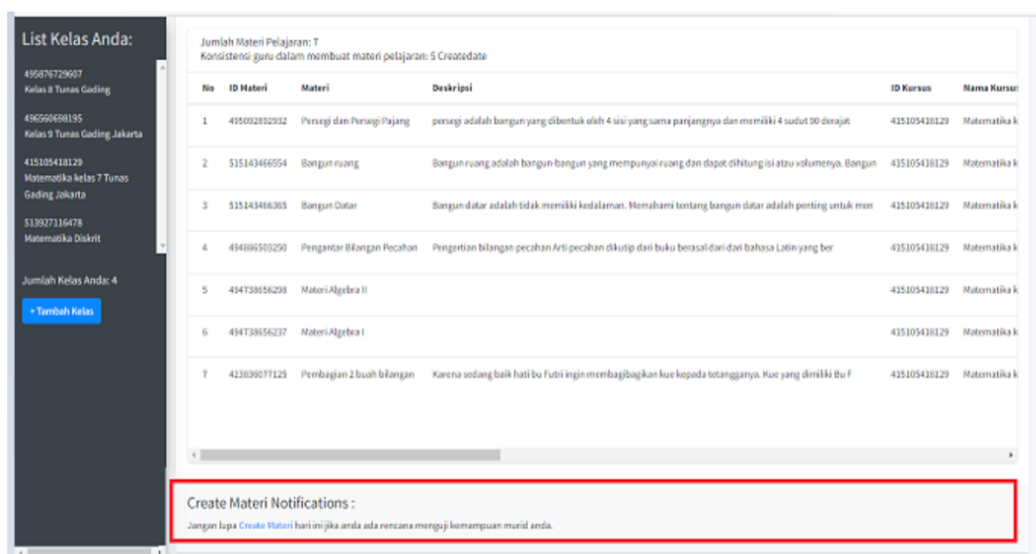 List Kelas Anda:
495876729607
Kelas 8 Tunas Gading
496560698195
Kelas 9 Tunas Gading Jakarta
415105418129
Matematika kelas 7 Tunas
Gading Jakarta
513927116478
Matematika Diskrit
Jumlah Kelas Anda: 4
+ Tambah Kelas
Jumlah Materi Pelajaran: 7
Konsistensi guru dalam membuat materi pelajaran: 5 Createdate
No ID Materi Materi Deskripsi ID Kursus Nama Kursus
1 495092892932 Persegi dan Persegi Pajang persegi adalah bangun yang dibentuk oleh 4 sisi yang sama panjangnya dan memiliki 4 sudut 90 derajat 415105418129 Matematika k
2 515143466554 Bangun ruang Bangun ruang adalah bangun-bangun yang mempunyai ruang dan dapat dihitung isi atau volumenya. Bangun 415105418129 Matematika k
3 515143466365 Bangun Datar Bangun datar adalah tidak memiliki kedalaman. Memahami tentang bangun datar adalah penting untuk men 415105418129 Matematika k
4 494886503250 Pengantar Bilangan Pecahan Pengertian bilangan pecahan Arti pecahan dikutip dari buku berasal dari dari bahasa Latin yang ber 415105418129 Matematika k
5 494738656298 Materi Algebra II 415105418129 Matematika k
6 494738656237 Materi Algebra I 415105418129 Matematika k
7 423836077125 Pembagian 2 buah bilangan Karena sedang baik hati bu Futri ingin membagibagikan kue kepada tetangganya. Kue yang dimiliki Bu F 415105418129 Matematika k
Create Materi Notifications :
Jangan lupa Create Materi hari ini jika anda ada rencana menguji kemampuan murid anda.